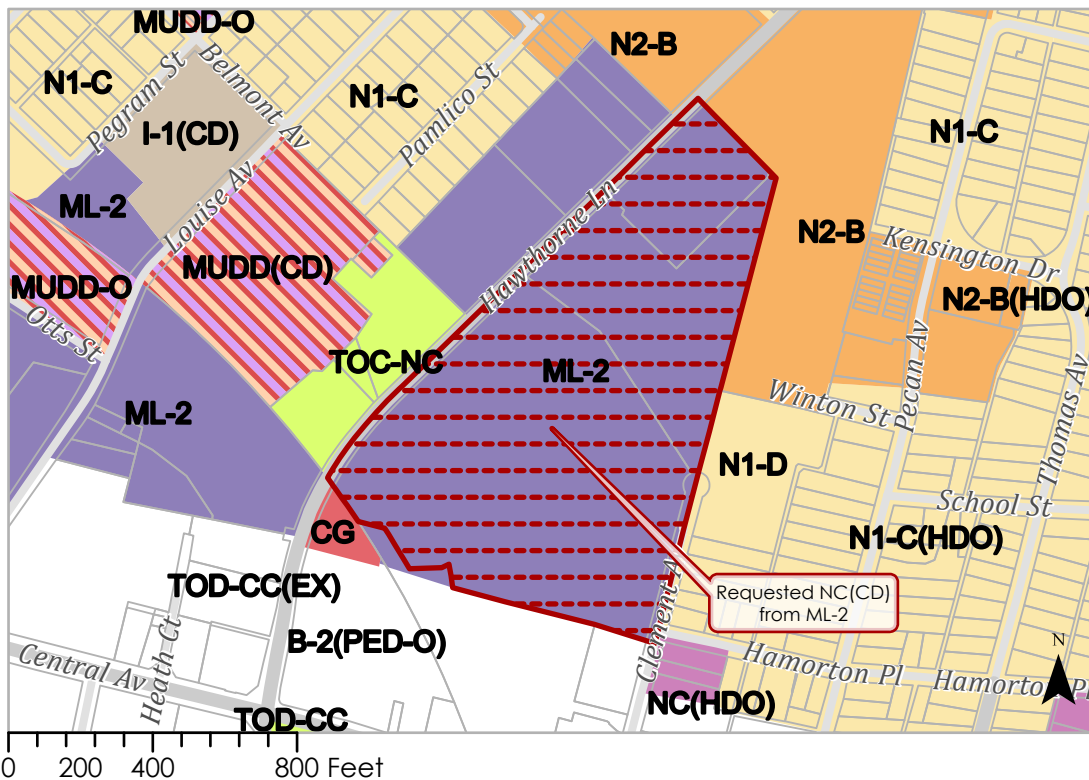 MUDD-O
N2-B
N1-C
Pegram St
Belmont Av
N1-C
Pamlico St
I-1(CD)
N1-C
ML-2
Louise Av
Hawthorne Ln
N2-B
Kensington Dr
MUDD(CD)
MUDD-O
N2-B(HDO)
Otts St
TOC-NC
ML-2
Pecan Av
Thomas Av
ML-2
Winton St
N1-D
School St
CG
N1-C(HDO)
TOD-CC(EX)
Requested NC(CD)
from ML-2
B-2(PED-O)
Clement A
Heath Ct
Central Av
Hamorton Pl
Hamorto
N
NC(HDO)
TOD-CC
0 200 400 800 Feet